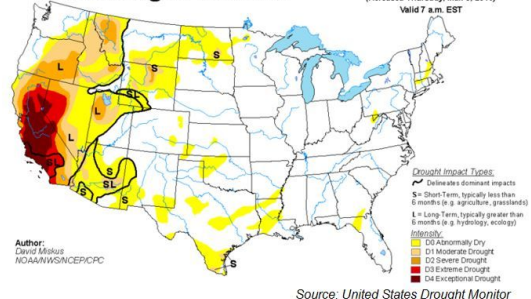 Valid 7 a.m. EST
L
S
S
SL
L
L
SL
S
SL
S
S
S
Drought Impact Types:
Delineates dominant impacts
S = Short-Term, typically less than
6 months (e.g. agriculture, grasslands)
L = Long-Term, typically greater than
6 months (e.g. hydrology, ecology)
Intensity:
D0 Abnormally Dry
D1 Moderate Drought
D2 Severe Drought
D3 Extreme Drought
D4 Exceptional Drought
Author:
David Miskus
NOAA/NWS/NCEP/CPC
Source: United States Drought Monitor